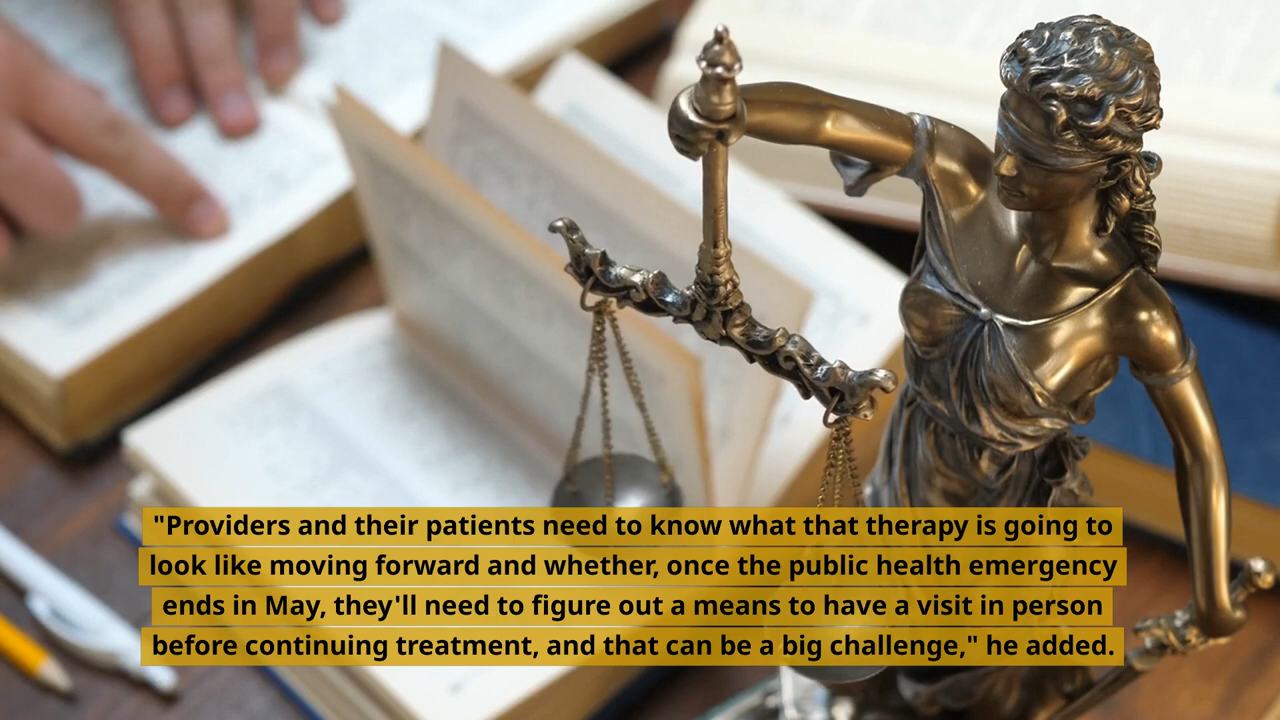 "Providers and their patients need to know what that therapy is going to
look like moving forward and whether, once the public health emergency
ends in May, they'll need to figure out a means to have a visit in person
before continuing treatment, and that can be a big challenge," he added.